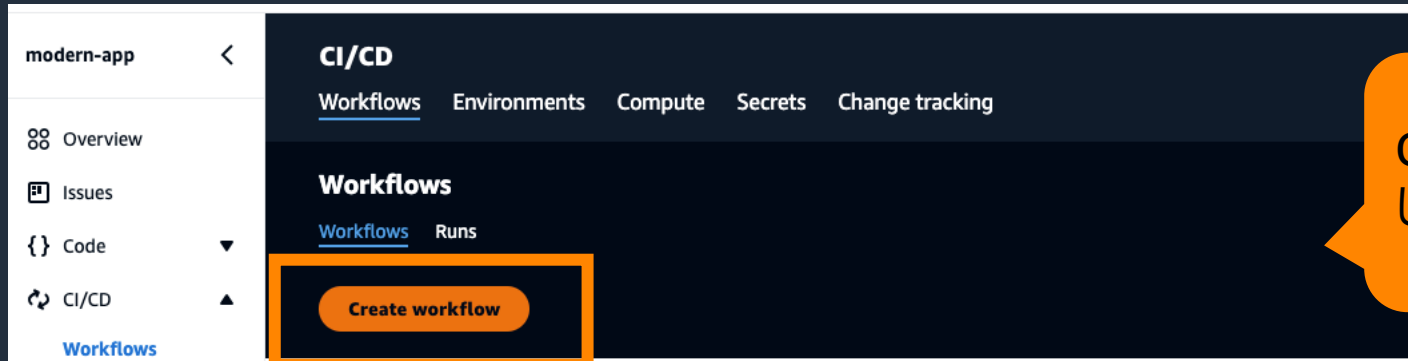 modern-app
Overview
Issues
Code
CI/CD
Workflows
CI/CD
Workflows Environments Compute Secrets Change tracking
Workflows
Workflows Runs
Create workflow